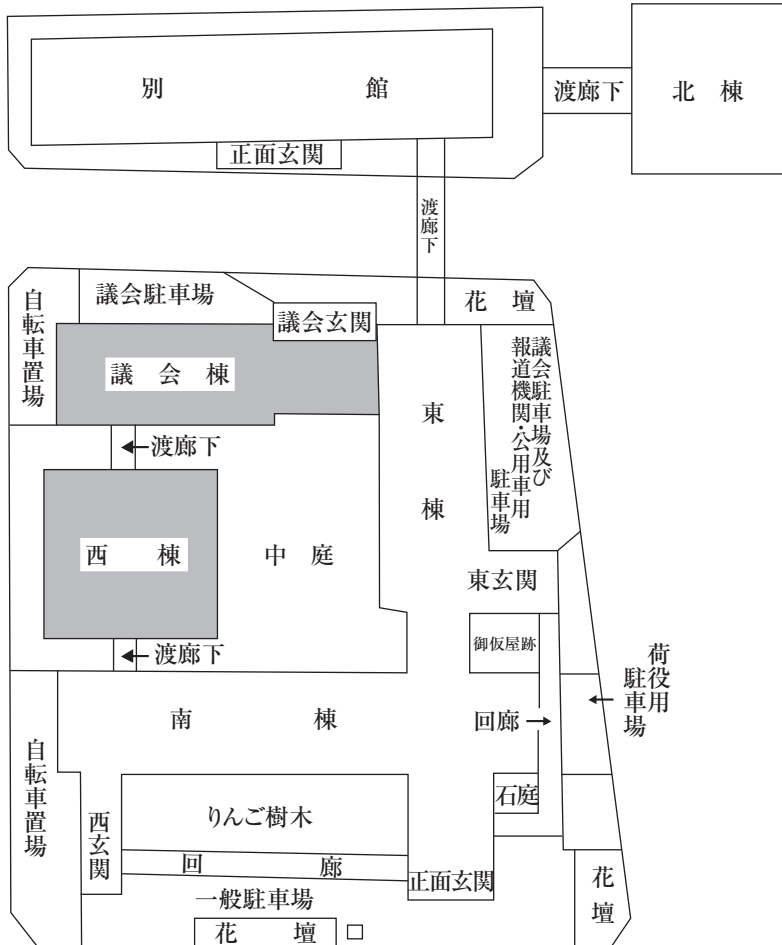 別館
渡廊下
北棟
正面玄関
渡廊下
自転車置場
議会駐車場
議会玄関
花壇
議会棟
東棟
議会駐車場及び
報道機関・公用車用
駐車場
渡廊下
西棟
中庭
東玄関
渡廊下
御仮屋跡
荷役用
駐車場
南棟
回廊
自転車置場
西玄関
りんご樹木
石庭
回廊
正面玄関
一般駐車場
花壇
花壇